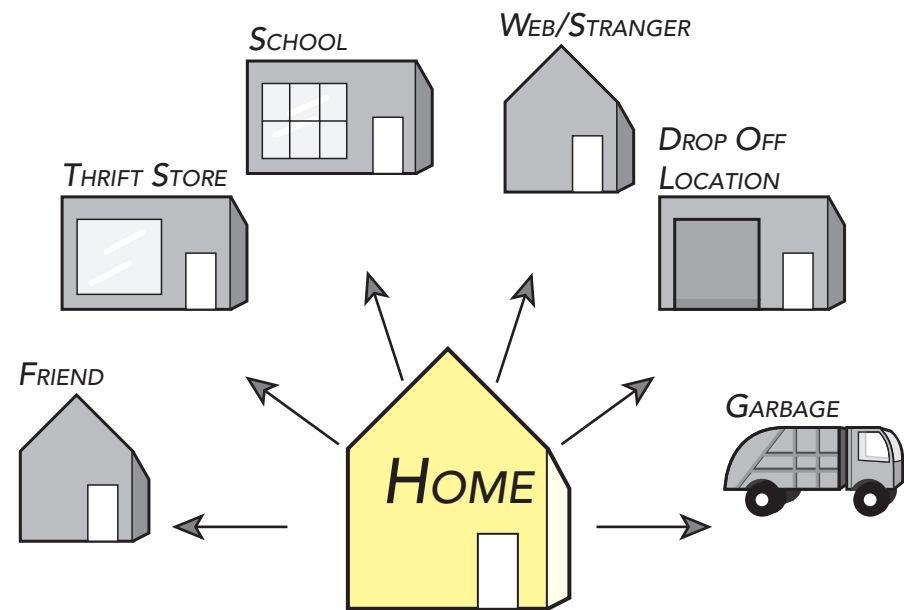 School
Web/Stranger
Thrift Store
Drop Off
Location
Friend
Garbage
Home